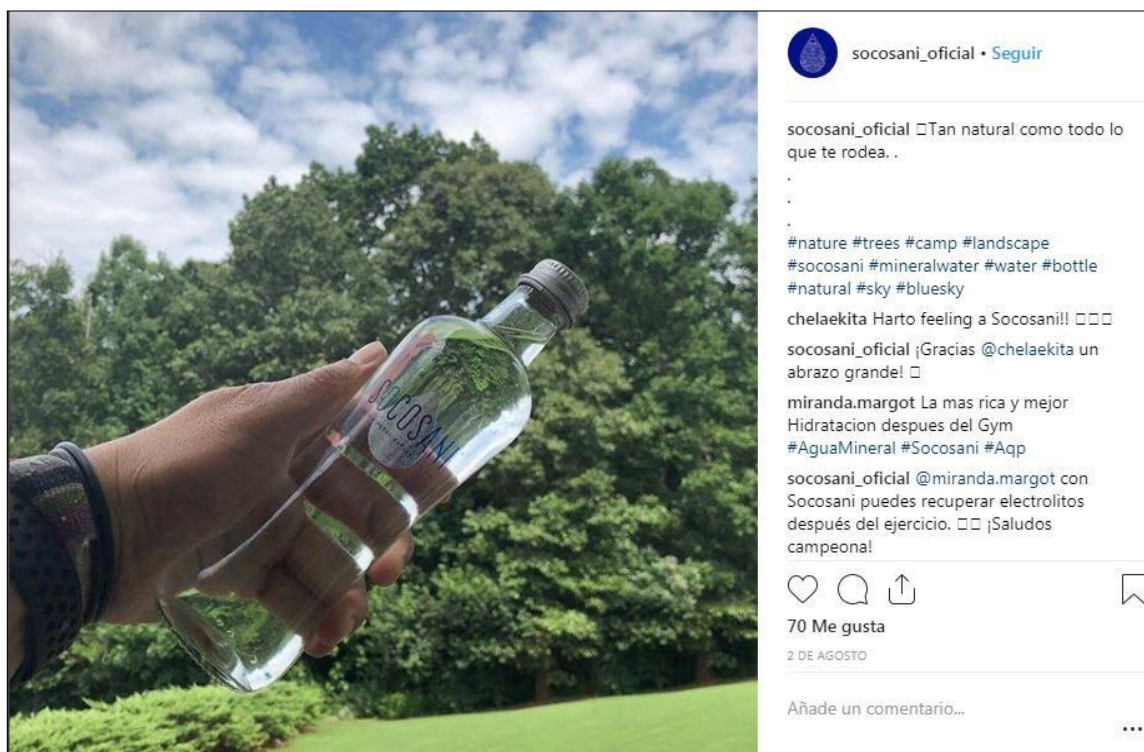 socosani_oficial • Seguir
socosani_oficial □Tan natural como todo lo
que te rodea. .
.
.
.
#nature #trees #camp #landscape
#socosani #mineralwater #water #bottle
#natural #sky #bluesky
chelaekita Harto feeling a Socosani!! □□□
socosani_oficial ¡Gracias @chelaekita un
abrazo grande! □
miranda.margot La mas rica y mejor
Hidratacion despues del Gym
#AguaMineral #Socosani #Aqp
socosani_oficial @miranda.margot con
Socosani puedes recuperar electrolitos
después del ejercicio. □□ ¡Saludos
campeona!
70 Me gusta
2 DE AGOSTO
Añade un comentario...
SOCOSANI